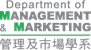 Department of
MANAGEMENT
& MARKETING
管理及市場學系